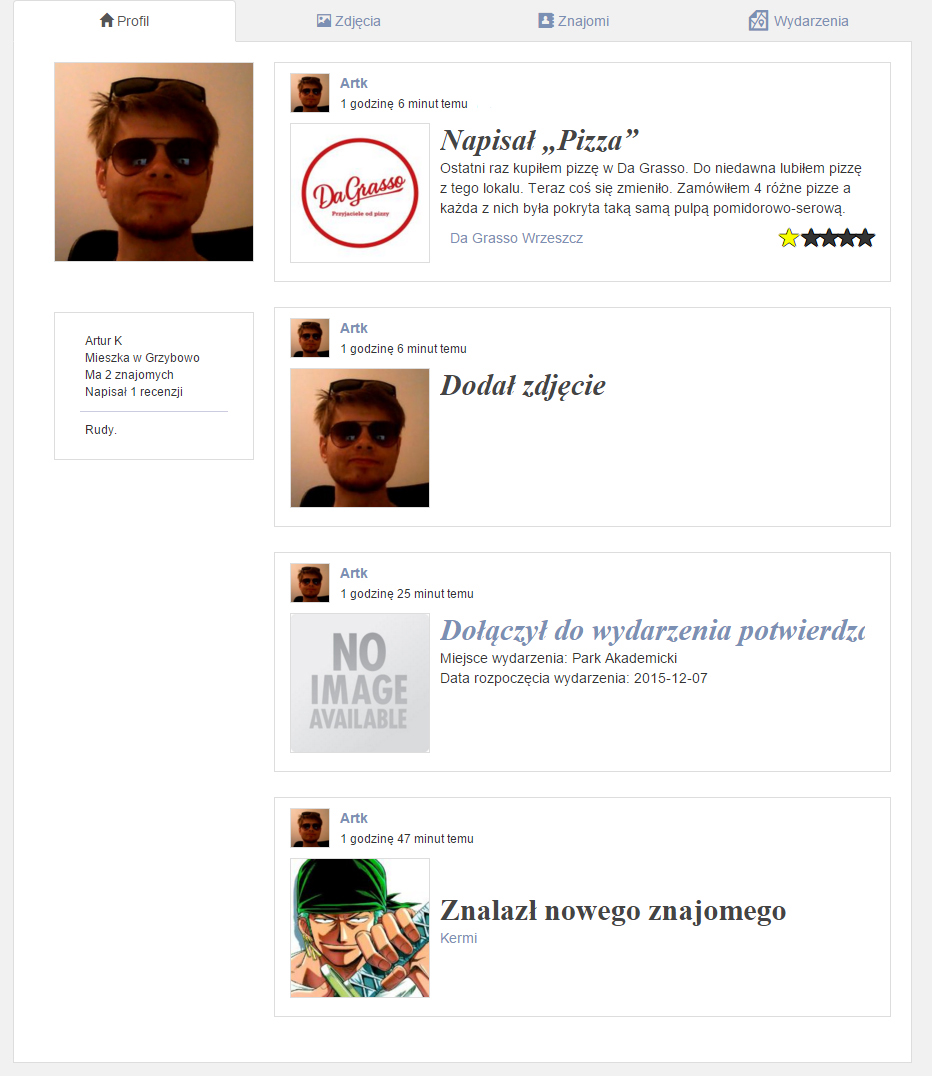 Profil
Zdjęcia
Znajomi
Wydarzenia
Artk
1 godzinę 6 minut temu
DaGrasso
Przyjaciele od pizzy
Napisał „Pizza”
Ostatni raz kupiłem pizzę w Da Grasso. Do niedawna lubiłem pizzę
z tego lokalu. Teraz coś się zmieniło. Zamówiłem 4 różne pizze a
każda z nich była pokryta taką samą pulpą pomidorowo-serową.
Da Grasso Wrzeszcz
Artur K
Mieszka w Grzybowo
Ma 2 znajomych
Napisał 1 recenzji
Rudy.
Artk
1 godzinę 6 minut temu
Dodał zdjęcie
Artk
1 godzinę 25 minut temu
NO
IMAGE
AVAILABLE
Dołączył do wydarzenia potwierdza
Miejsce wydarzenia: Park Akademicki
Data rozpoczęcia wydarzenia: 2015-12-07
Artk
1 godzinę 47 minut temu
Znalazł nowego znajomego
Kermi